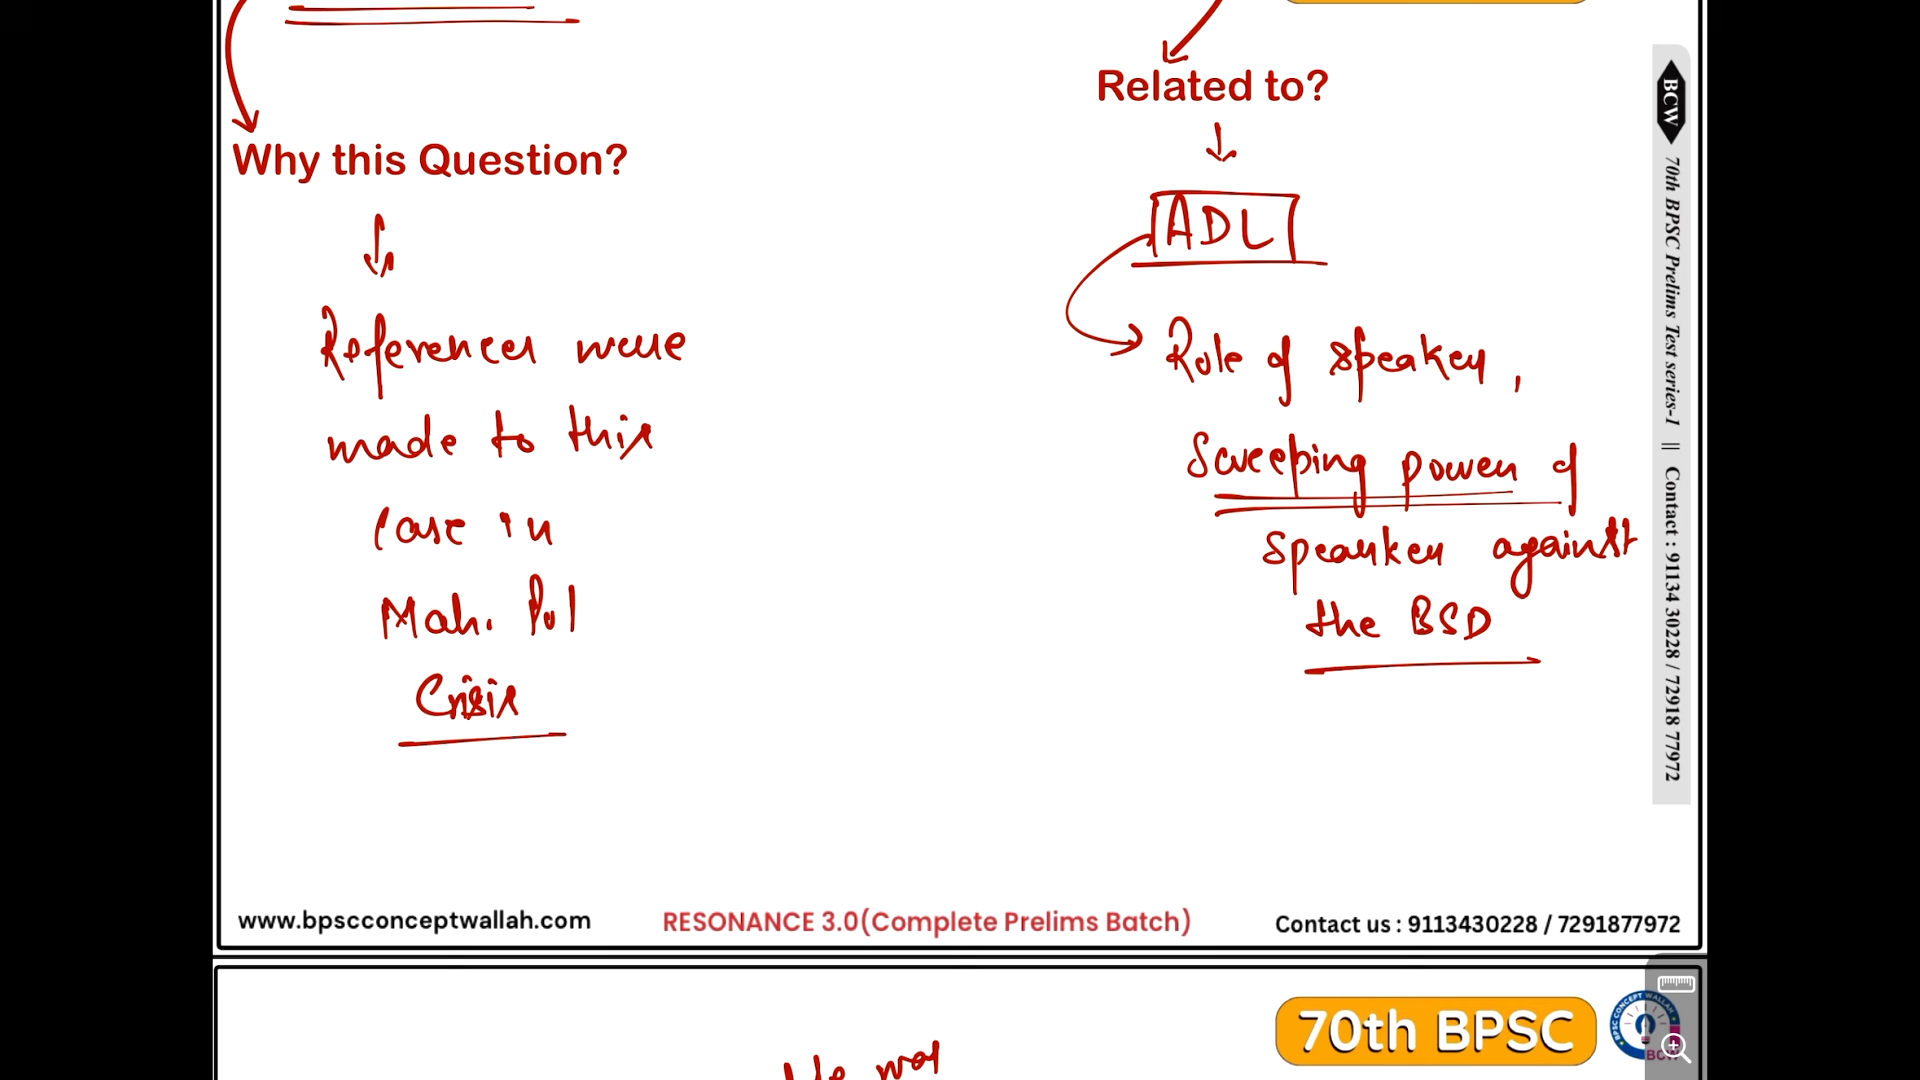 Related to?
Why this Question?
ADL
References were
made to this
case in
Mah. Pol
Crisis
Role of speaker,
Sweeping power of
speauker against
the BSD
BCW 70th BPSC Prelims Test series-1 || Contact : 91134 30228 / 72918 77972
www.bpscconceptwallah.com RESONANCE 3.0(Complete Prelims Batch) Contact us : 9113430228 / 7291877972
70th BPSC